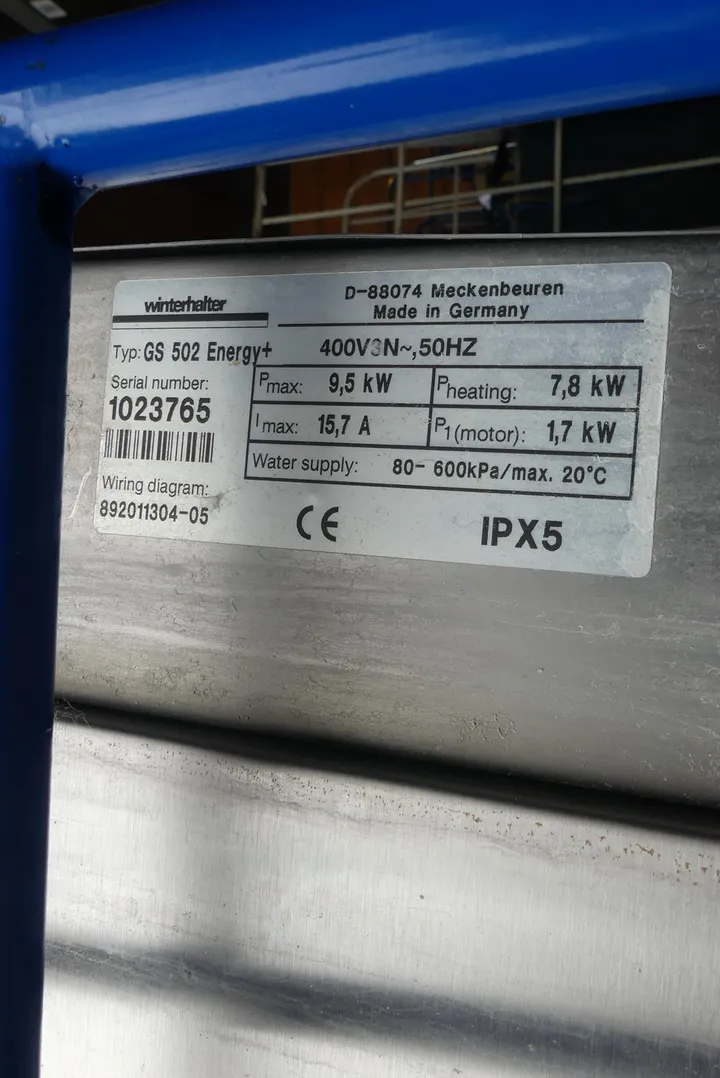 winterhalter
D-88074 Meckenbeuren
Made in Germany
Typ: GS 502 Energy+
400V3N~,50HZ
Serial number:
1023765
Pmax: 9,5 kW
Pheating: 7,8 kW
Imax: 15,7 A
P1(motor): 1,7 kW
Water supply: 80- 600kPa/max. 20°C
Wiring diagram:
892011304-05
CE
IPX5